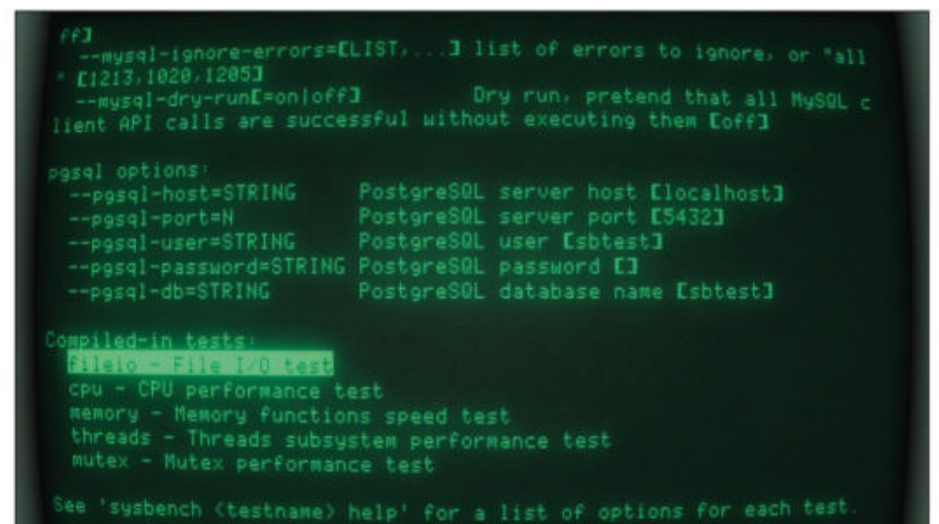 ff]
--mysql-ignore-errors=[LIST,...] list of errors to ignore, or "all
" [1213,1020,1205]
--mysql-dry-run[=on|off] Dry run, pretend that all MySQL c
lient API calls are successful without executing them [off]
pgsql options:
--pgsql-host=STRING PostgreSQL server host [localhost]
--pgsql-port=N PostgreSQL server port [5432]
--pgsql-user=STRING PostgreSQL user [sbtest]
--pgsql-password=STRING PostgreSQL password []
--pgsql-db=STRING PostgreSQL database name [sbtest]
Compiled-in tests:
fileio - File I/O test
cpu - CPU performance test
memory - Memory functions speed test
threads - Threads subsystem performance test
mutex - Mutex performance test
See 'sysbench <testname> help' for a list of options for each test.